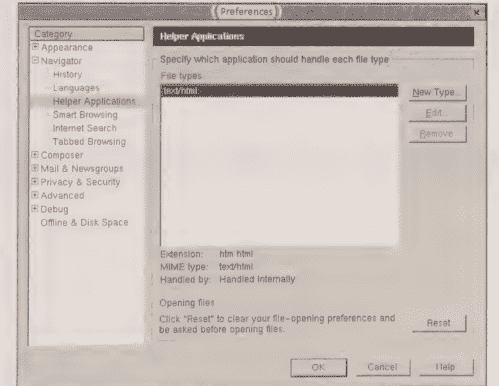 Preferences
Category
Appearance
Navigator
History
Languages
Helper Applications
Smart Browsing
Internet Search
Tabbed Browsing
Composer
Mail & Newsgroups
Privacy & Security
Advanced
Debug
Offline & Disk Space
Helper Applications
Specify which application should handle each file type
File types
text/html
New Type...
Edit...
Remove
Extension: htm html
MIME type: text/html
Handled by: Handled Internally
Opening files
Click "Reset" to clear your file-opening preferences and
be asked before opening files.
Reset
OK
Cancel
Help